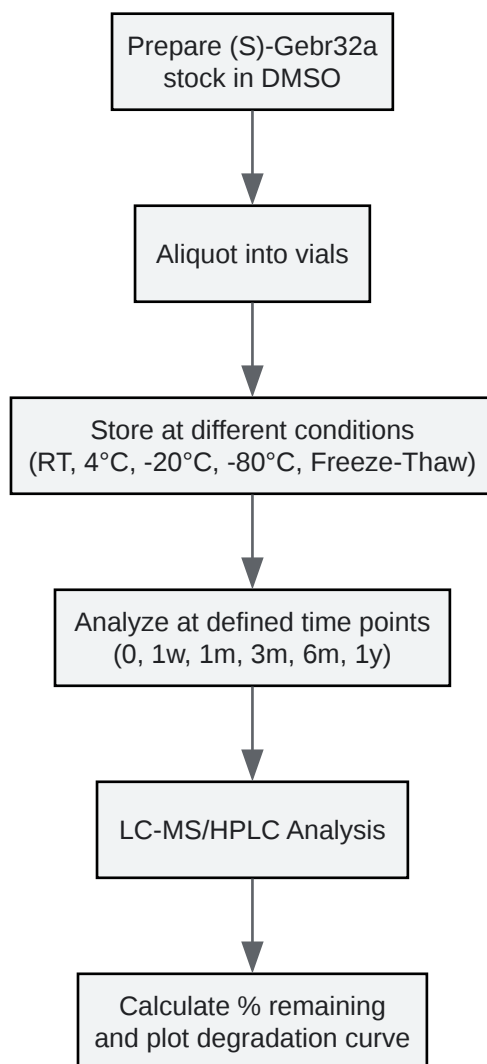 Prepare (S)-Gebr32a
stock in DMSO
Aliquot into vials
Store at different conditions
(RT, 4°C, -20°C, -80°C, Freeze-Thaw)
Analyze at defined time points
(0, 1w, 1m, 3m, 6m, 1y)
LC-MS/HPLC Analysis
Calculate % remaining
and plot degradation curve